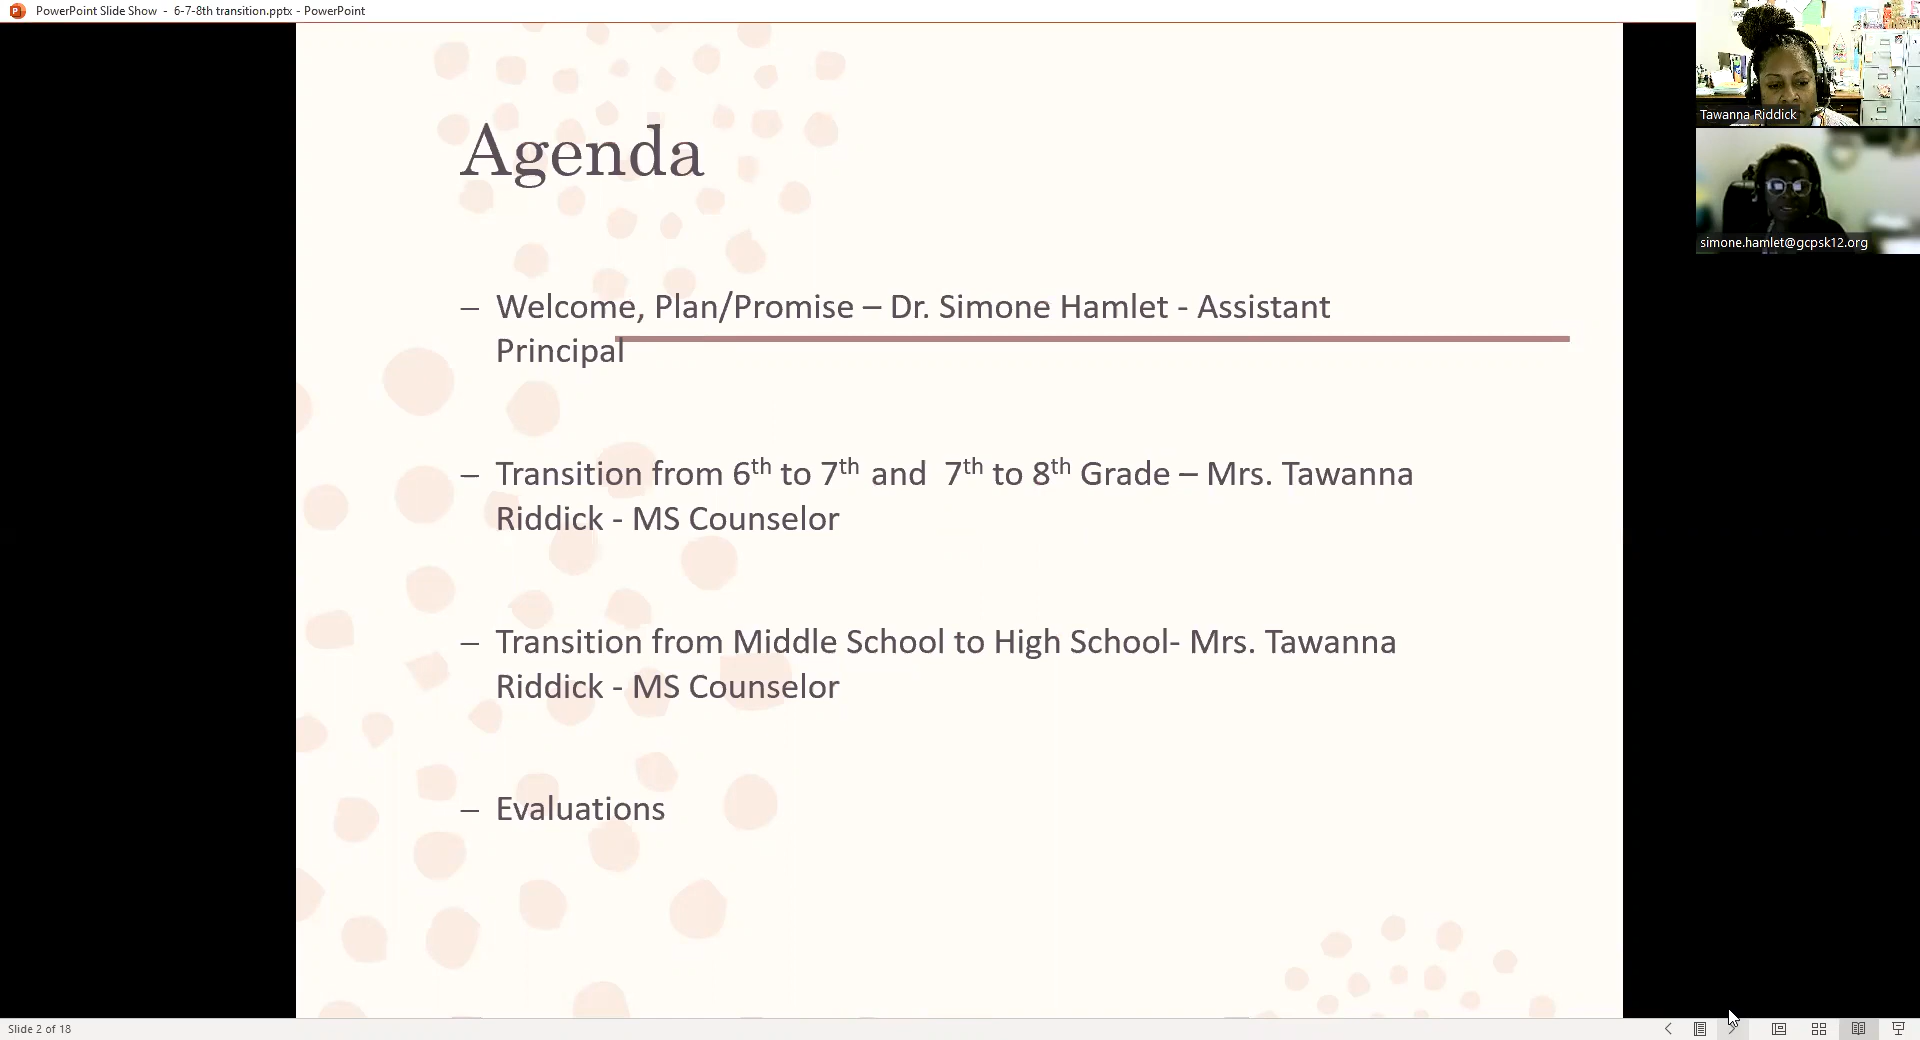 PowerPoint Slide Show - 6-7-8th transition.pptx - PowerPoint
Tawanna Riddick
simone.hamlet@gcpsk12.org
Agenda
– Welcome, Plan/Promise – Dr. Simone Hamlet - Assistant
Principal
– Transition from 6th to 7th and 7th to 8th Grade – Mrs. Tawanna
Riddick - MS Counselor
– Transition from Middle School to High School- Mrs. Tawanna
Riddick - MS Counselor
– Evaluations
Slide 2 of 18